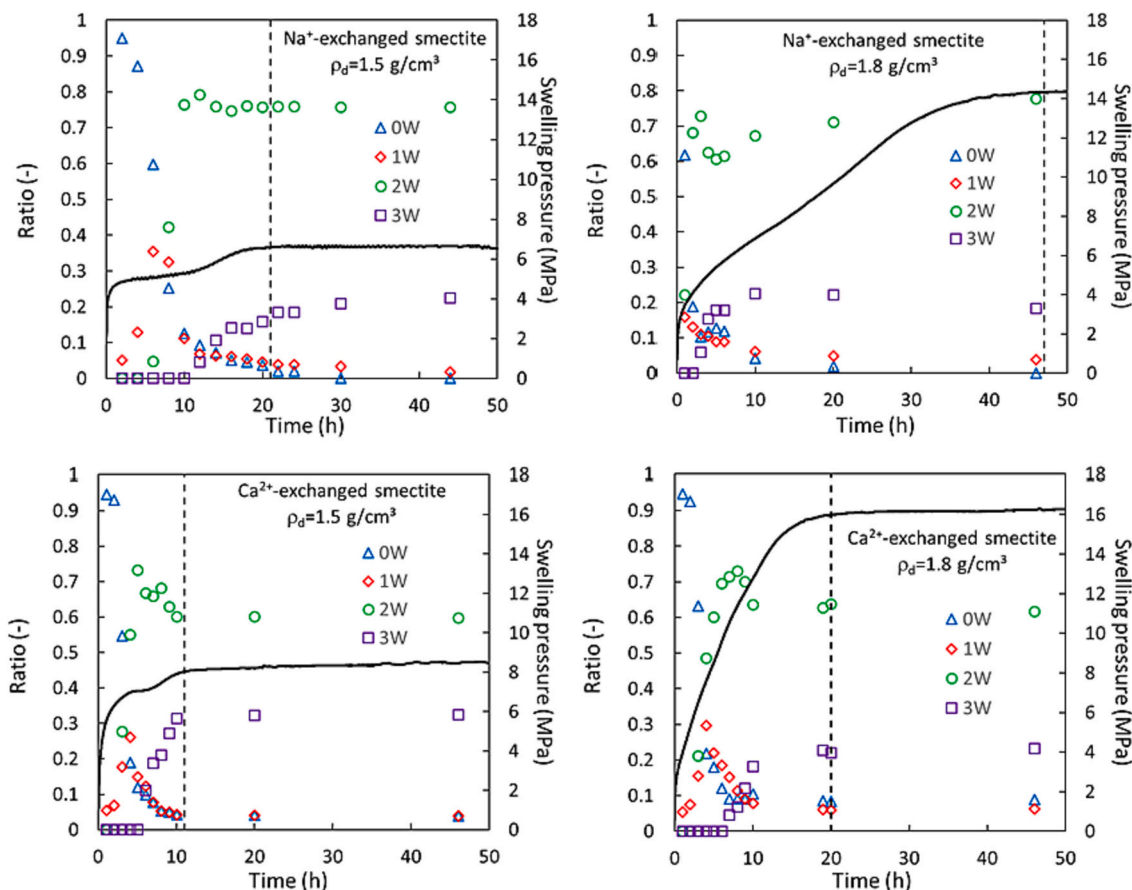 Na⁺-exchanged smectite
ρd=1.5 g/cm³
Ratio (-)
1
0.9
0.8
0.7
0.6
0.5
0.4
0.3
0.2
0.1
0
0W
1W
2W
3W
18
16
14
12
10
8
6
4
2
0
Swelling pressure (MPa)
0 10 20 30 40 50
Time (h)
Na⁺-exchanged smectite
ρd=1.8 g/cm³
Ratio (-)
1
0.9
0.8
0.7
0.6
0.5
0.4
0.3
0.2
0.1
0
0W
1W
2W
3W
18
16
14
12
10
8
6
4
2
0
Swelling pressure (MPa)
0 10 20 30 40 50
Time (h)
Ca²⁺-exchanged smectite
ρd=1.5 g/cm³
Ratio (-)
1
0.9
0.8
0.7
0.6
0.5
0.4
0.3
0.2
0.1
0
0W
1W
2W
3W
18
16
14
12
10
8
6
4
2
0
Swelling pressure (MPa)
0 10 20 30 40 50
Time (h)
Ca²⁺-exchanged smectite
ρd=1.8 g/cm³
Ratio (-)
1
0.9
0.8
0.7
0.6
0.5
0.4
0.3
0.2
0.1
0
0W
1W
2W
3W
18
16
14
12
10
8
6
4
2
0
Swelling pressure (MPa)
0 10 20 30 40 50
Time (h)